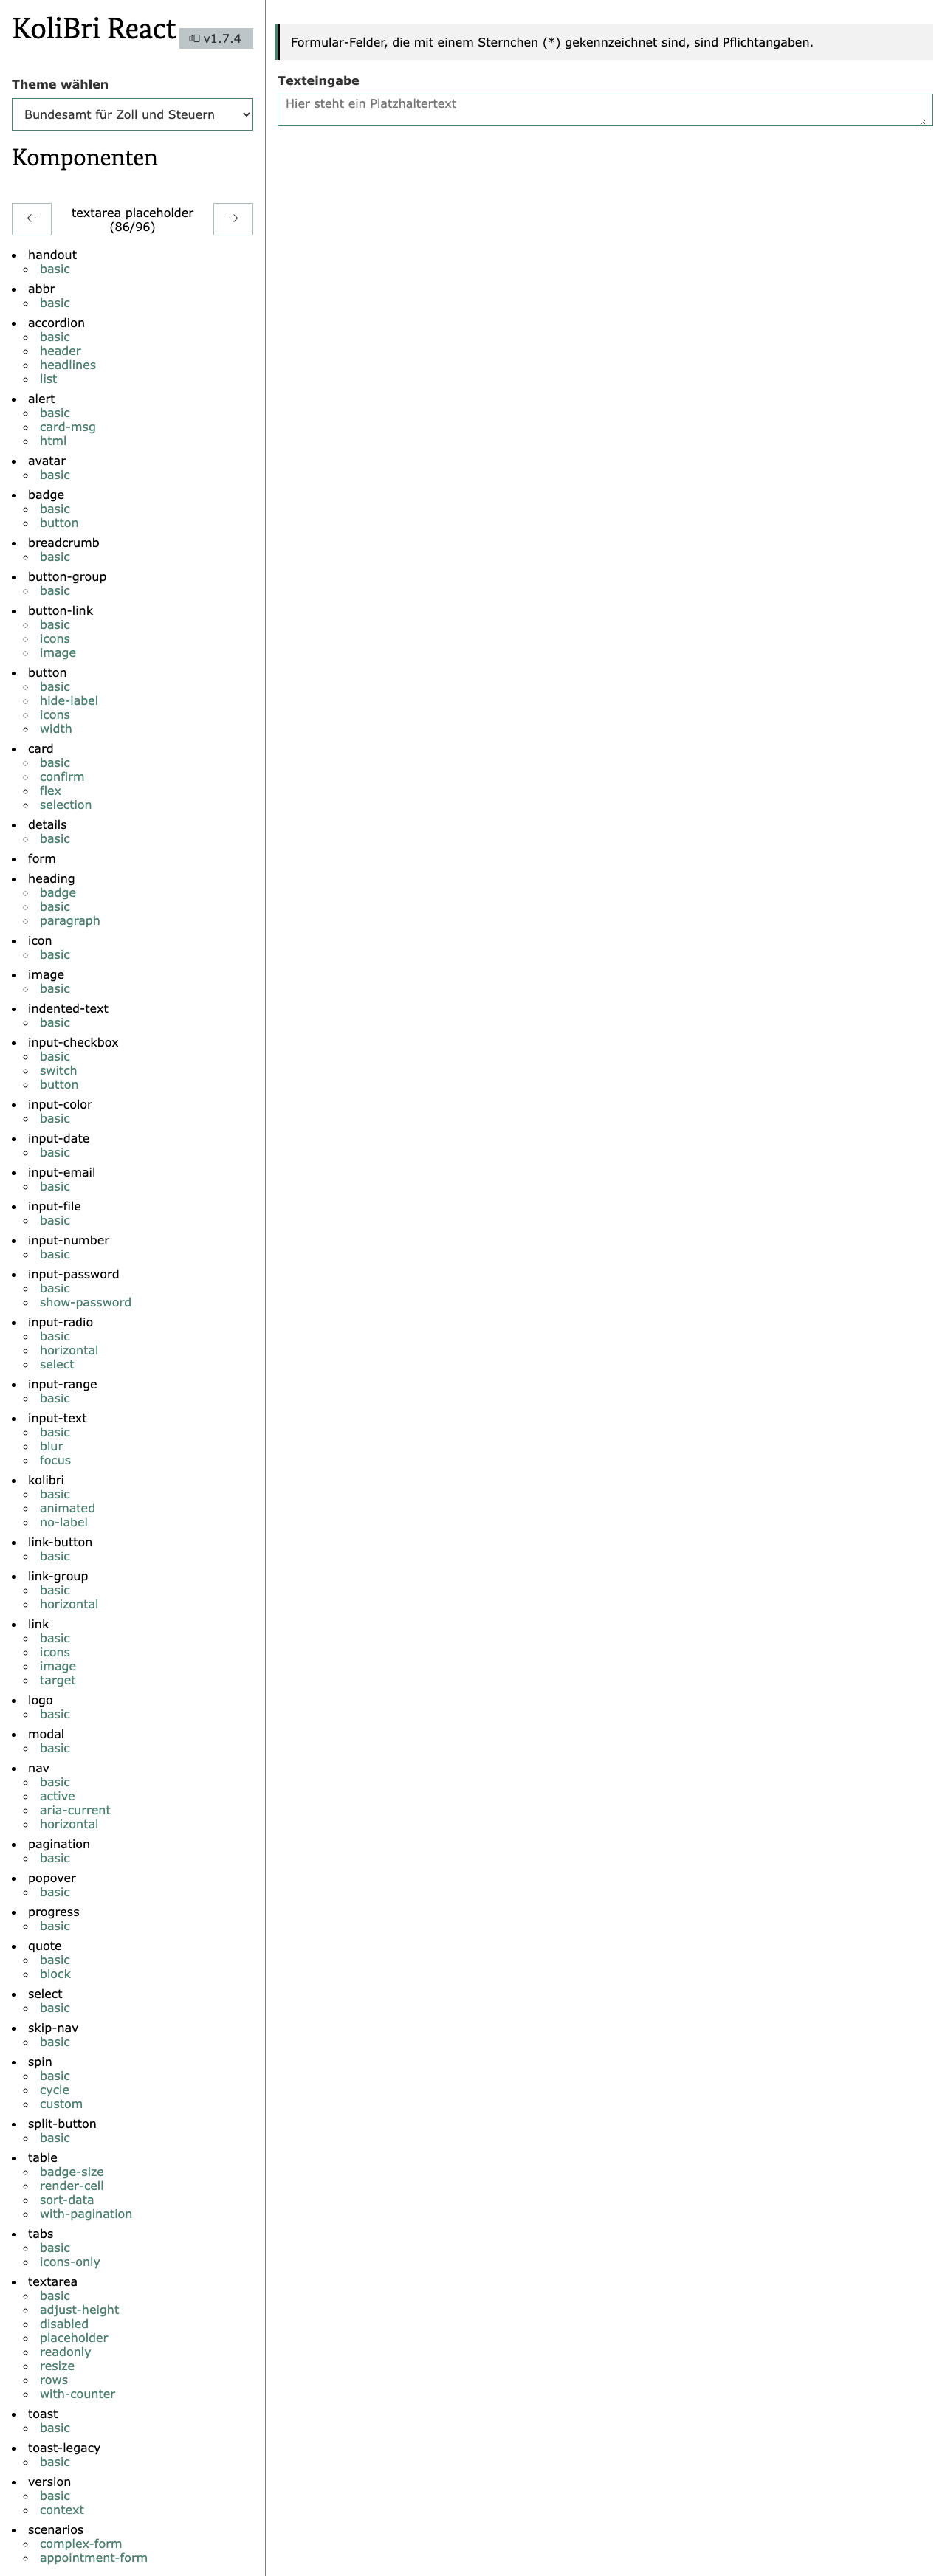 KoliBri React
v1.7.4
Theme wählen
Bundesamt für Zoll und Steuern
Komponenten
←
textarea placeholder
(86/96)
→
handout
basic
abbr
basic
accordion
basic
header
headlines
list
alert
basic
card-msg
html
avatar
basic
badge
basic
button
breadcrumb
basic
button-group
basic
button-link
basic
icons
image
button
basic
hide-label
icons
width
card
basic
confirm
flex
selection
details
basic
form
heading
badge
basic
paragraph
icon
basic
image
basic
indented-text
basic
input-checkbox
basic
switch
button
input-color
basic
input-date
basic
input-email
basic
input-file
basic
input-number
basic
input-password
basic
show-password
input-radio
basic
horizontal
select
input-range
basic
input-text
basic
blur
focus
kolibri
basic
animated
no-label
link-button
basic
link-group
basic
horizontal
link
basic
icons
image
target
logo
basic
modal
basic
nav
basic
active
aria-current
horizontal
pagination
basic
popover
basic
progress
basic
quote
basic
block
select
basic
skip-nav
basic
spin
basic
cycle
custom
split-button
basic
table
badge-size
render-cell
sort-data
with-pagination
tabs
basic
icons-only
textarea
basic
adjust-height
disabled
placeholder
readonly
resize
rows
with-counter
toast
basic
toast-legacy
basic
version
basic
context
scenarios
complex-form
appointment-form
Formular-Felder, die mit einem Sternchen (*) gekennzeichnet sind, sind Pflichtangaben.
Texteingabe
Hier steht ein Platzhaltertext